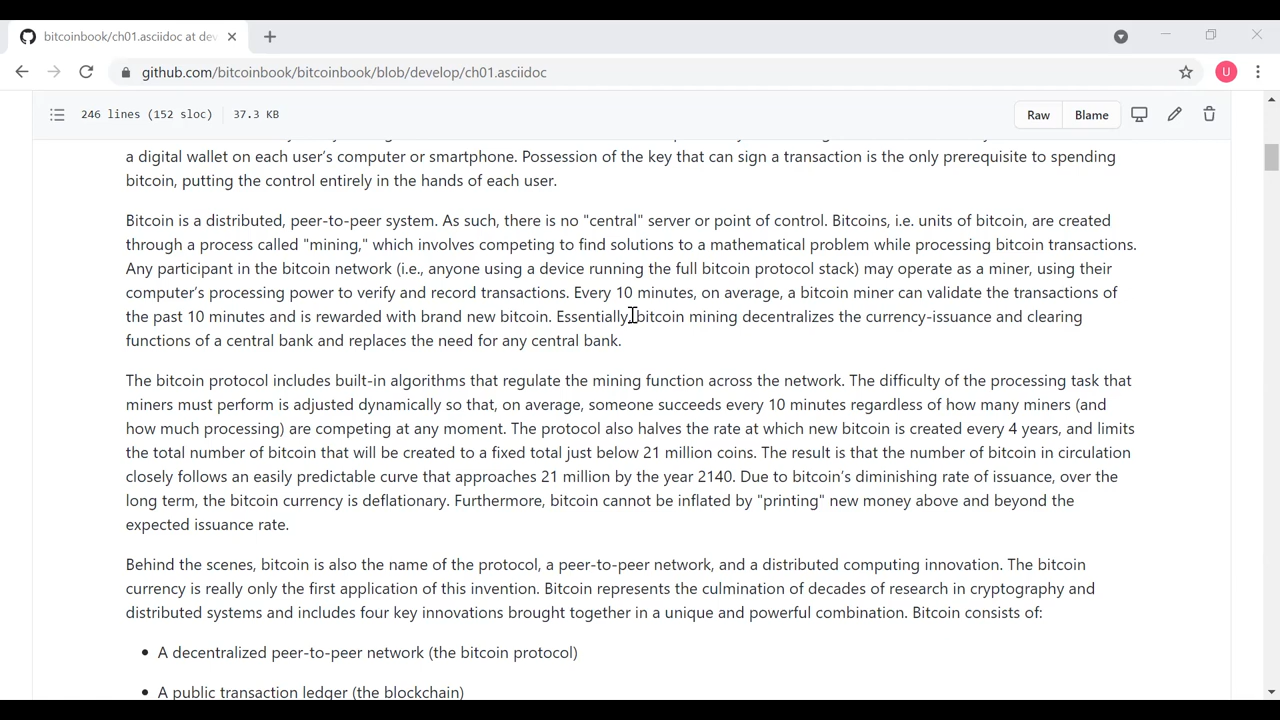 bitcoinbook/ch01.asciidoc at dev
github.com/bitcoinbook/bitcoinbook/blob/develop/ch01.asciidoc
U
246 lines (152 sloc) 37.3 KB
Raw
Blame
a digital wallet on each user's computer or smartphone. Possession of the key that can sign a transaction is the only prerequisite to spending
bitcoin, putting the control entirely in the hands of each user.
Bitcoin is a distributed, peer-to-peer system. As such, there is no "central" server or point of control. Bitcoins, i.e. units of bitcoin, are created
through a process called "mining," which involves competing to find solutions to a mathematical problem while processing bitcoin transactions.
Any participant in the bitcoin network (i.e., anyone using a device running the full bitcoin protocol stack) may operate as a miner, using their
computer's processing power to verify and record transactions. Every 10 minutes, on average, a bitcoin miner can validate the transactions of
the past 10 minutes and is rewarded with brand new bitcoin. Essentially, bitcoin mining decentralizes the currency-issuance and clearing
functions of a central bank and replaces the need for any central bank.
The bitcoin protocol includes built-in algorithms that regulate the mining function across the network. The difficulty of the processing task that
miners must perform is adjusted dynamically so that, on average, someone succeeds every 10 minutes regardless of how many miners (and
how much processing) are competing at any moment. The protocol also halves the rate at which new bitcoin is created every 4 years, and limits
the total number of bitcoin that will be created to a fixed total just below 21 million coins. The result is that the number of bitcoin in circulation
closely follows an easily predictable curve that approaches 21 million by the year 2140. Due to bitcoin's diminishing rate of issuance, over the
long term, the bitcoin currency is deflationary. Furthermore, bitcoin cannot be inflated by "printing" new money above and beyond the
expected issuance rate.
Behind the scenes, bitcoin is also the name of the protocol, a peer-to-peer network, and a distributed computing innovation. The bitcoin
currency is really only the first application of this invention. Bitcoin represents the culmination of decades of research in cryptography and
distributed systems and includes four key innovations brought together in a unique and powerful combination. Bitcoin consists of:
• A decentralized peer-to-peer network (the bitcoin protocol)
• A public transaction ledger (the blockchain)